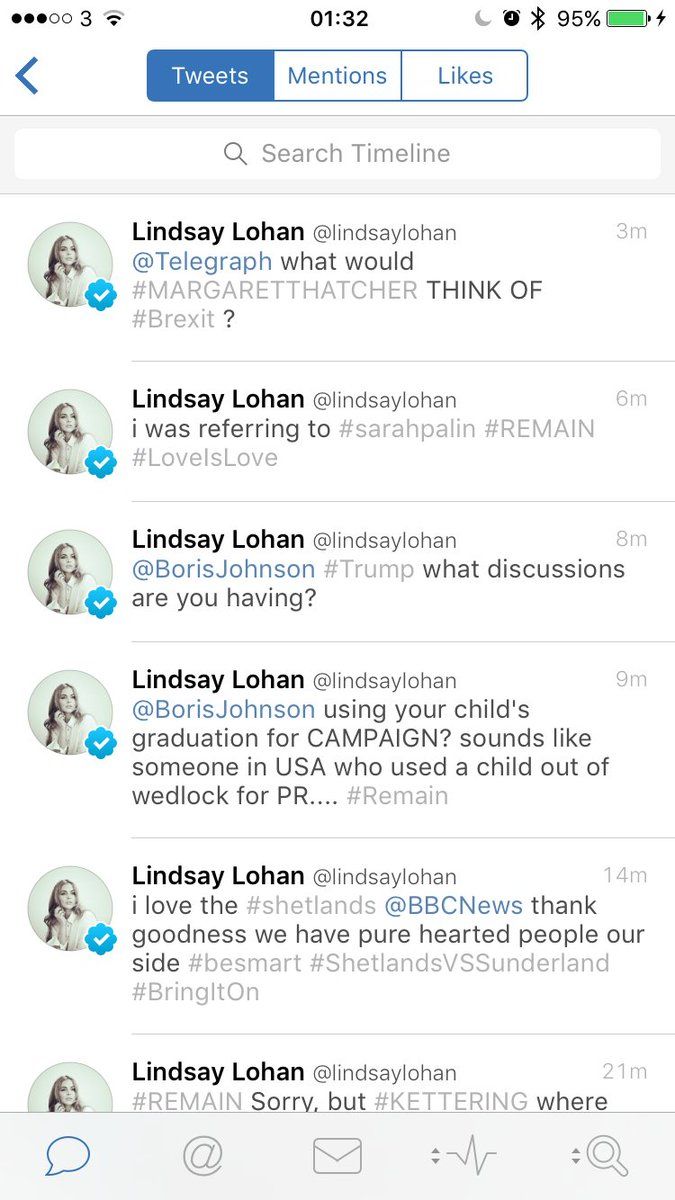 3 01:32 95%
Tweets Mentions Likes
Search Timeline
Lindsay Lohan @lindsaylohan 3m
@Telegraph what would
#MARGARETTHATCHER THINK OF
#Brexit ?
Lindsay Lohan @lindsaylohan 6m
i was referring to #sarahpalin #REMAIN
#LoveIsLove
Lindsay Lohan @lindsaylohan 8m
@BorisJohnson #Trump what discussions
are you having?
Lindsay Lohan @lindsaylohan 9m
@BorisJohnson using your child's
graduation for CAMPAIGN? sounds like
someone in USA who used a child out of
wedlock for PR.... #Remain
Lindsay Lohan @lindsaylohan 14m
i love the #shetlands @BBCNews thank
goodness we have pure hearted people our
side #besmart #ShetlandsVSSunderland
#BringItOn
Lindsay Lohan @lindsaylohan 21m
#REMAIN Sorry, but #KETTERING where
@